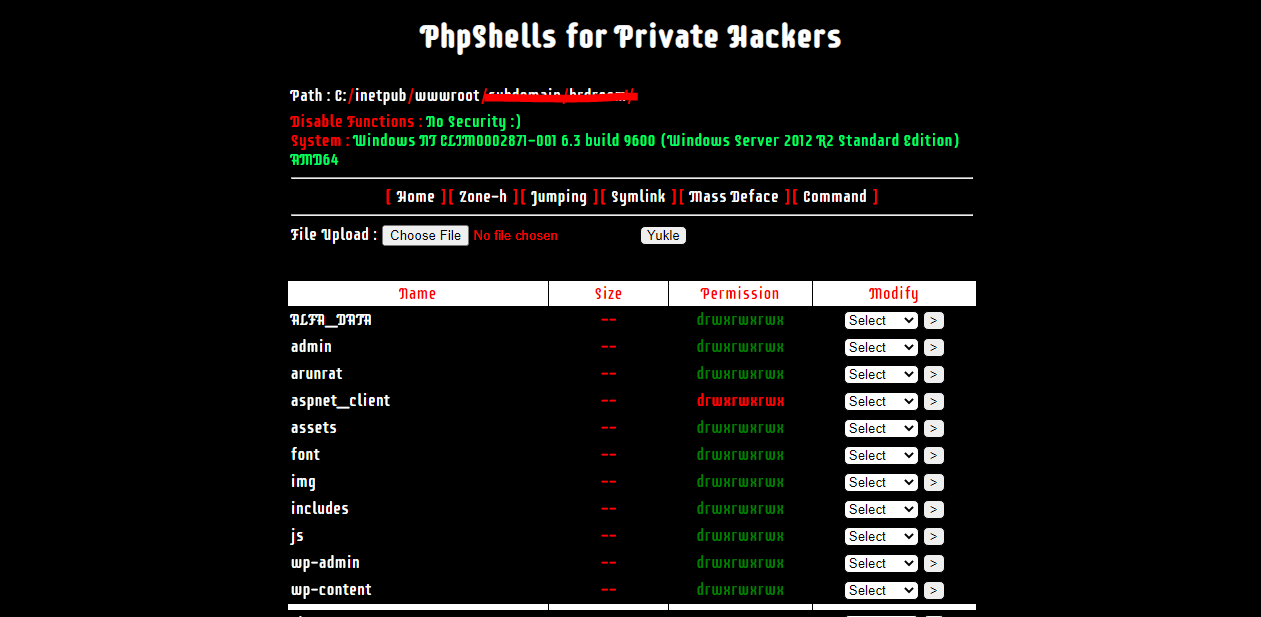 PhpShells for Private Hackers
Path : C:/inetpub/wwwroot/
Disable Functions : No Security :)
System : Windows NT CLIM0002871-001 6.3 build 9600 (Windows Server 2012 R2 Standard Edition)
AMD64
[ Home ][ Zone-h ][ Jumping ][ Symlink ][ Mass Deface ][ Command ]
File Upload : Choose File No file chosen Yukle
Name Size Permission Modify
ALFA_DATA -- drwxrwxrwx Select >
admin -- drwxrwxrwx Select >
arunrat -- drwxrwxrwx Select >
aspnet_client -- drwxrwxrwx Select >
assets -- drwxrwxrwx Select >
font -- drwxrwxrwx Select >
img -- drwxrwxrwx Select >
includes -- drwxrwxrwx Select >
js -- drwxrwxrwx Select >
wp-admin -- drwxrwxrwx Select >
wp-content -- drwxrwxrwx Select >